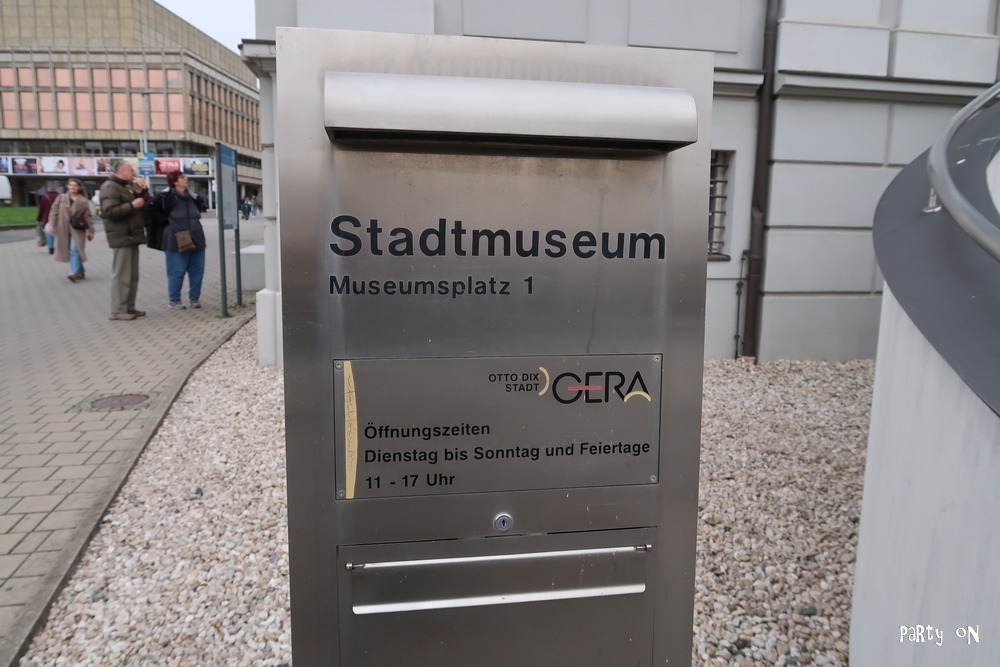 Stadtmuseum
Museumsplatz 1
OTTO DIX
STADT
GERA
Öffnungszeiten
Dienstag bis Sonntag und Feiertage
11 - 17 Uhr
PaRty oN